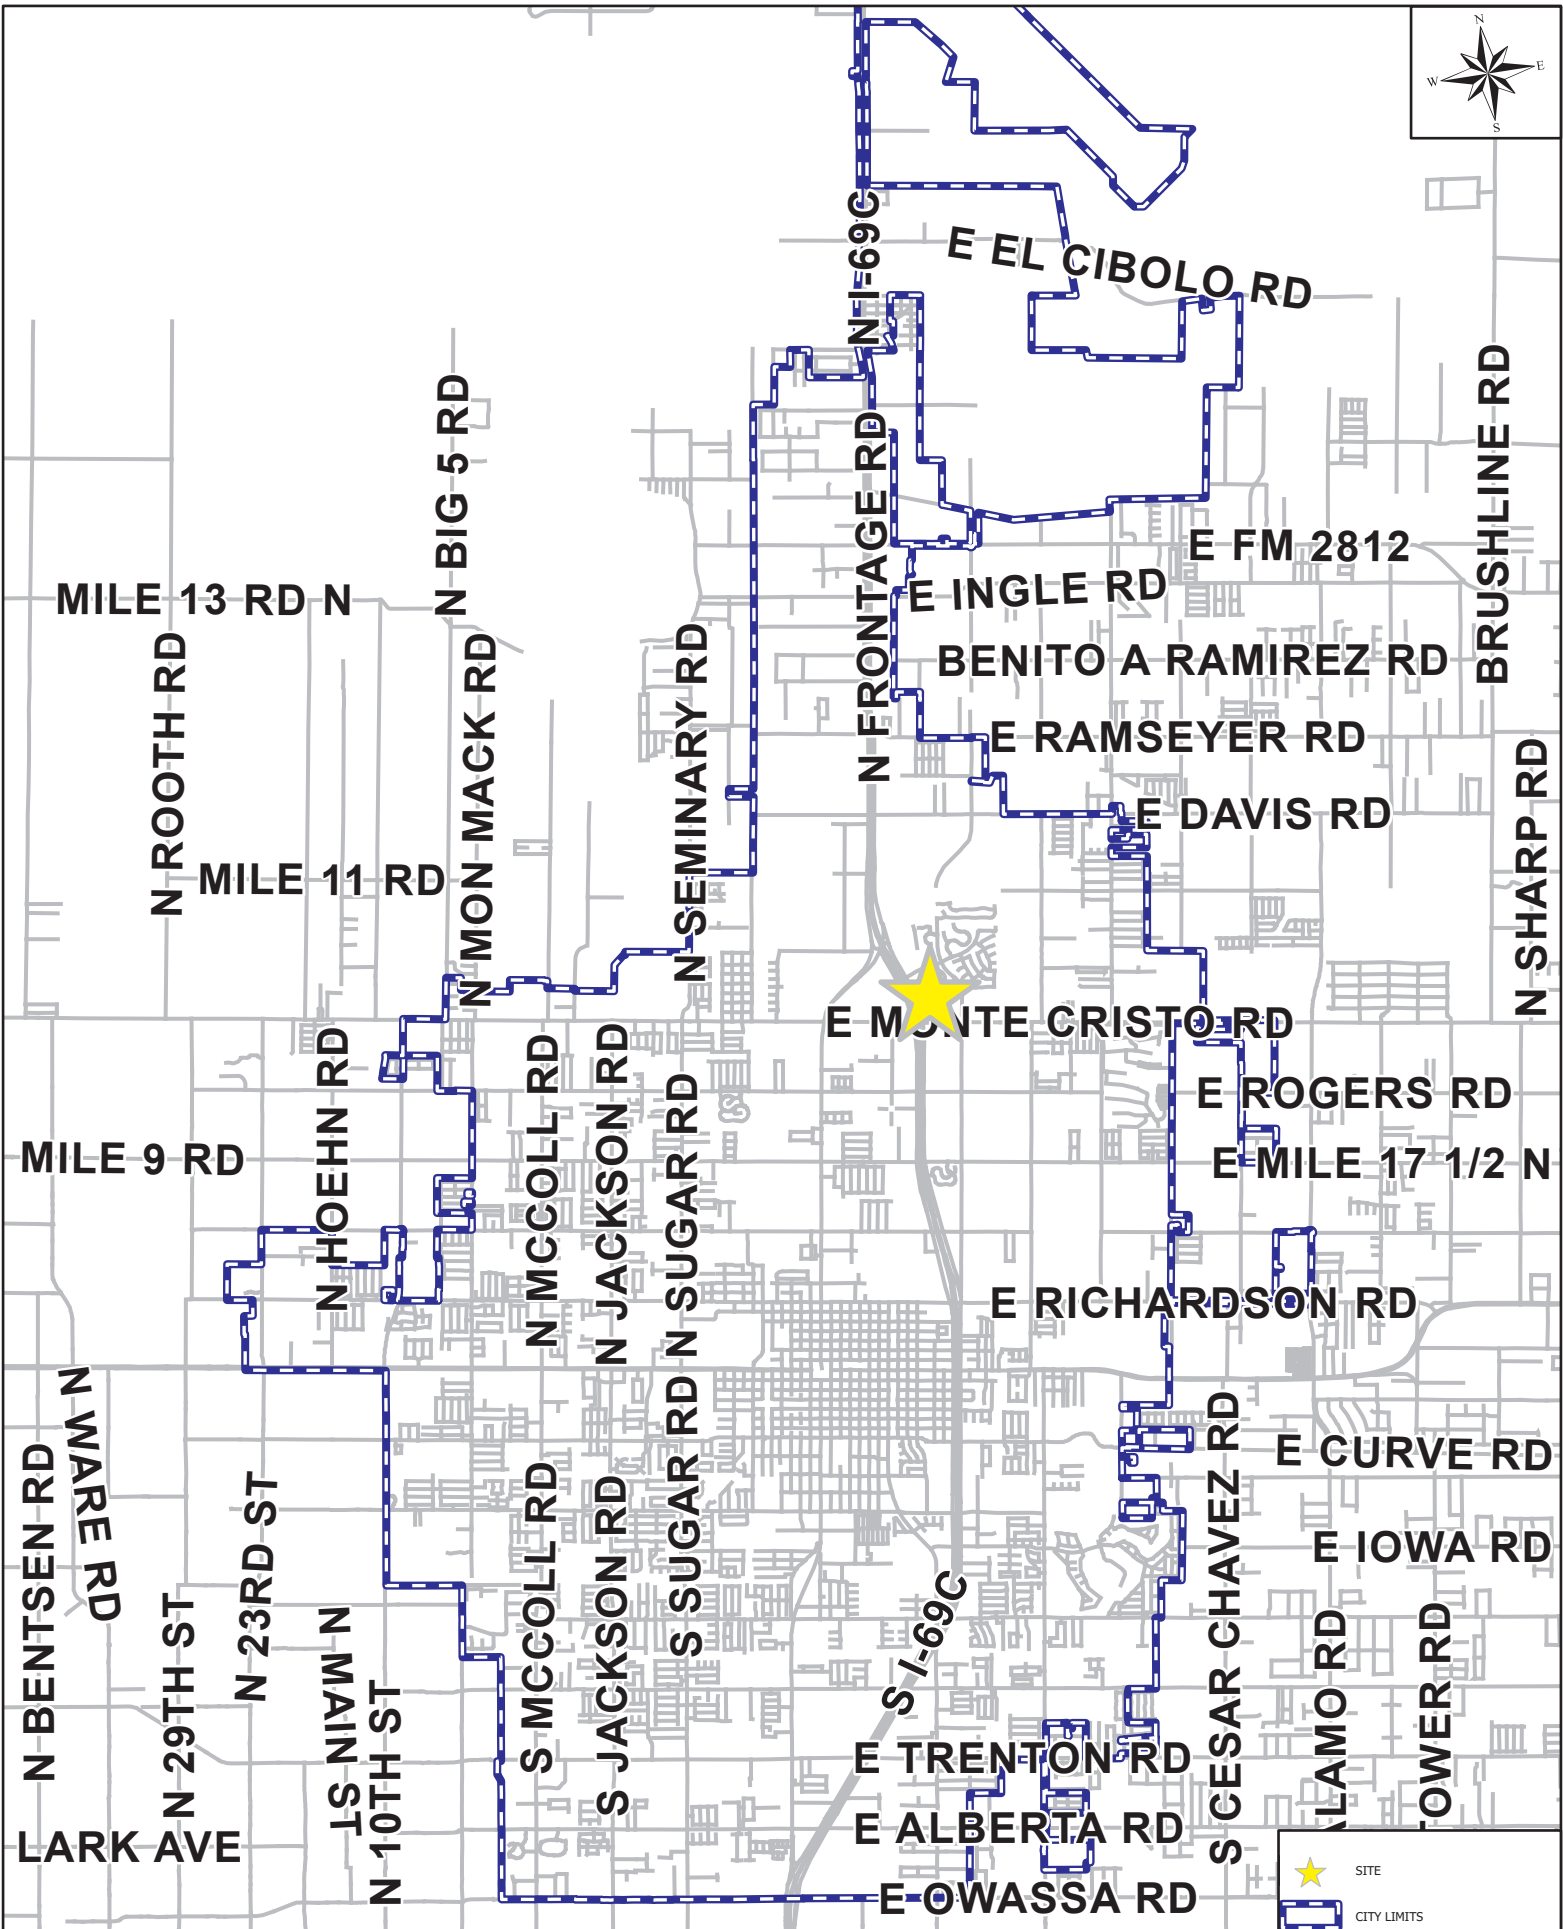 N
W
E
S
N I-69C
E EL CIBOLO RD
N BIG 5 RD
BRUSHLINE RD
N FRONTAGE RD
E FM 2812
MILE 13 RD N
E INGLE RD
N ROOTH RD
N MON MACK RD
N SEMINARY RD
BENITO A RAMIREZ RD
E RAMSEYER RD
N SHARP RD
E DAVIS RD
MILE 11 RD
E MONTE CRISTO RD
N HOEHN RD
N MCCOLL RD
N JACKSON RD
N SUGAR RD
E ROGERS RD
MILE 9 RD
E MILE 17 1/2 N
E RICHARDSON RD
N WARE RD
N BENTSEN RD
N 23RD ST
S MCCOLL RD
S JACKSON RD
S SUGAR RD
S CESAR CHAVEZ RD
E CURVE RD
E IOWA RD
N 29TH ST
N MAIN ST
N 10TH ST
S I-69C
ALAMO RD
TOWER RD
E TRENTON RD
E ALBERTA RD
LARK AVE
E OWASSA RD
SITE
CITY LIMITS